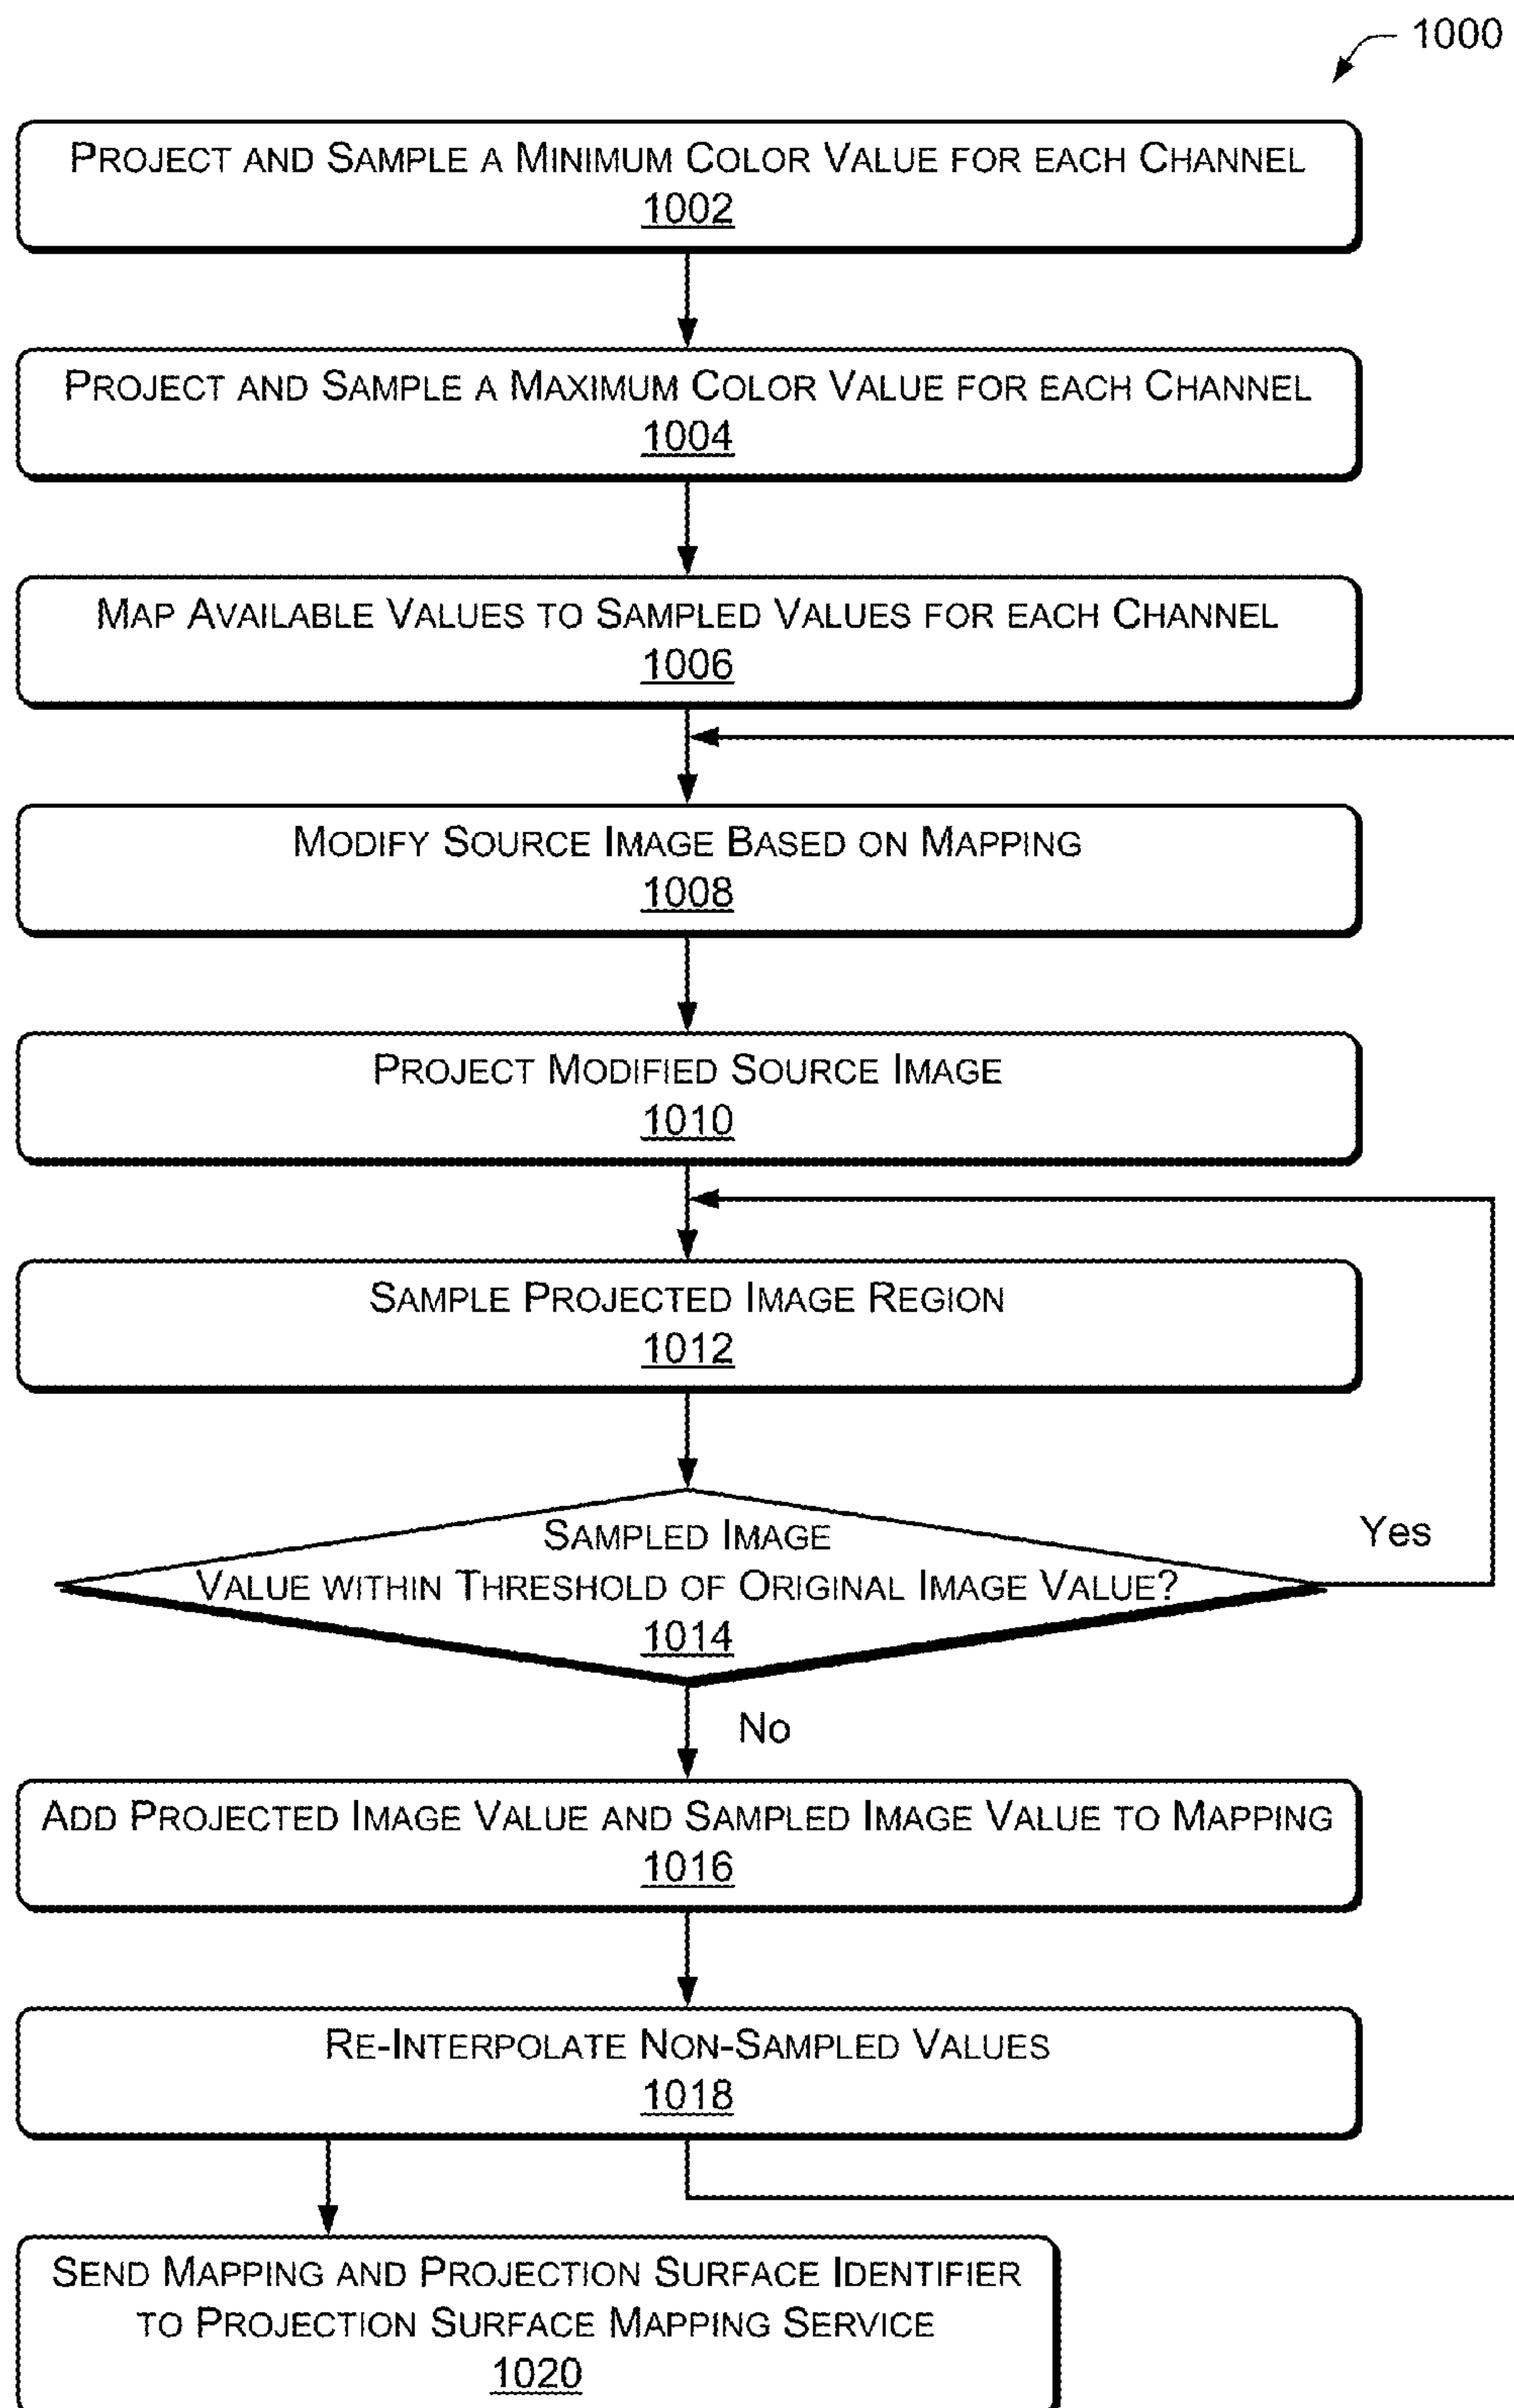 1000
PROJECT AND SAMPLE A MINIMUM COLOR VALUE FOR EACH CHANNEL
1002
PROJECT AND SAMPLE A MAXIMUM COLOR VALUE FOR EACH CHANNEL
1004
MAP AVAILABLE VALUES TO SAMPLED VALUES FOR EACH CHANNEL
1006
MODIFY SOURCE IMAGE BASED ON MAPPING
1008
PROJECT MODIFIED SOURCE IMAGE
1010
SAMPLE PROJECTED IMAGE REGION
1012
SAMPLED IMAGE
VALUE WITHIN THRESHOLD OF ORIGINAL IMAGE VALUE?
1014
Yes
No
ADD PROJECTED IMAGE VALUE AND SAMPLED IMAGE VALUE TO MAPPING
1016
RE-INTERPOLATE NON-SAMPLED VALUES
1018
SEND MAPPING AND PROJECTION SURFACE IDENTIFIER
TO PROJECTION SURFACE MAPPING SERVICE
1020